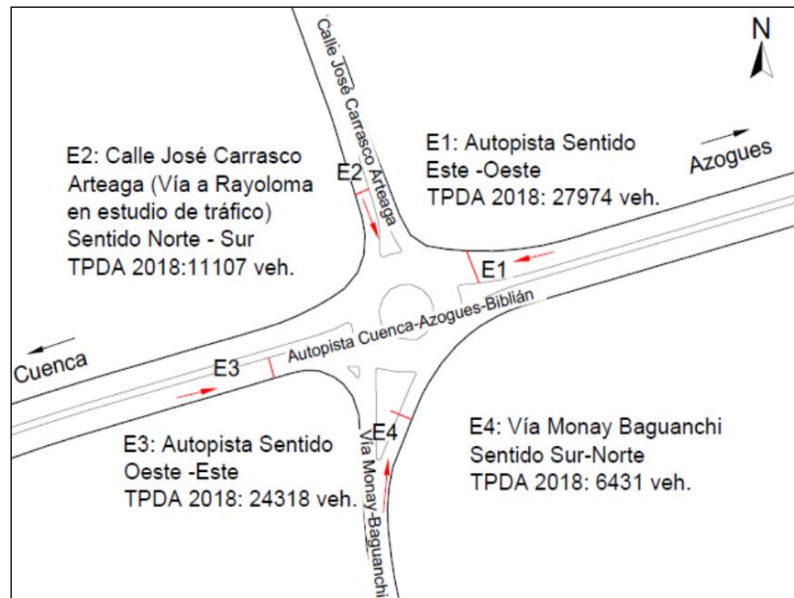 Calle José Carrasco Arteaga
N
E2: Calle José Carrasco
Arteaga (Vía a Rayoloma
en estudio de tráfico)
Sentido Norte - Sur
TPDA 2018:11107 veh.
E2
E1: Autopista Sentido
Este -Oeste
TPDA 2018: 27974 veh.
Azogues
E1
Autopista Cuenca-Azogues-Biblián
Cuenca
E3
E3: Autopista Sentido
Oeste -Este
TPDA 2018: 24318 veh.
E4
Vía Monay-Baguanchi
E4: Vía Monay Baguanchi
Sentido Sur-Norte
TPDA 2018: 6431 veh.